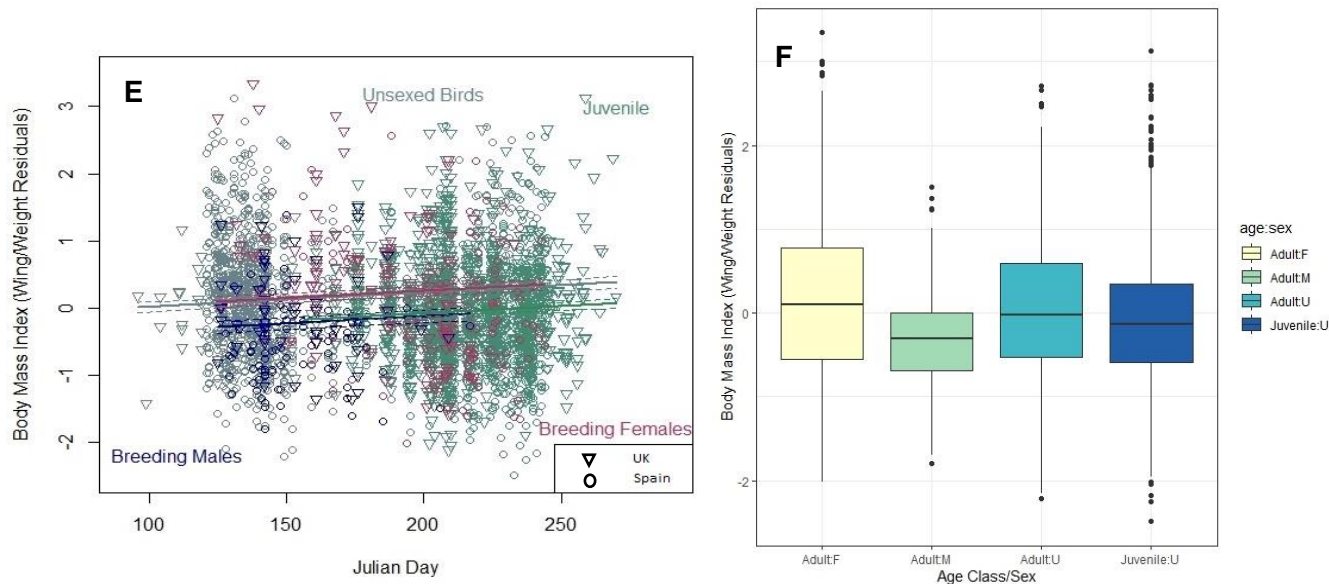 E
Unsexed Birds
Juvenile
Breeding Males
Breeding Females
UK
Spain
Body Mass Index (Wing/Weight Residuals)
3
2
1
0
-1
-2
100
150
200
250
Julian Day
F
Body Mass Index (Wing/Weight Residuals)
2
0
-2
Adult:F
Adult:M
Adult:U
Juvenile:U
Age Class/Sex
age:sex
Adult:F
Adult:M
Adult:U
Juvenile:U